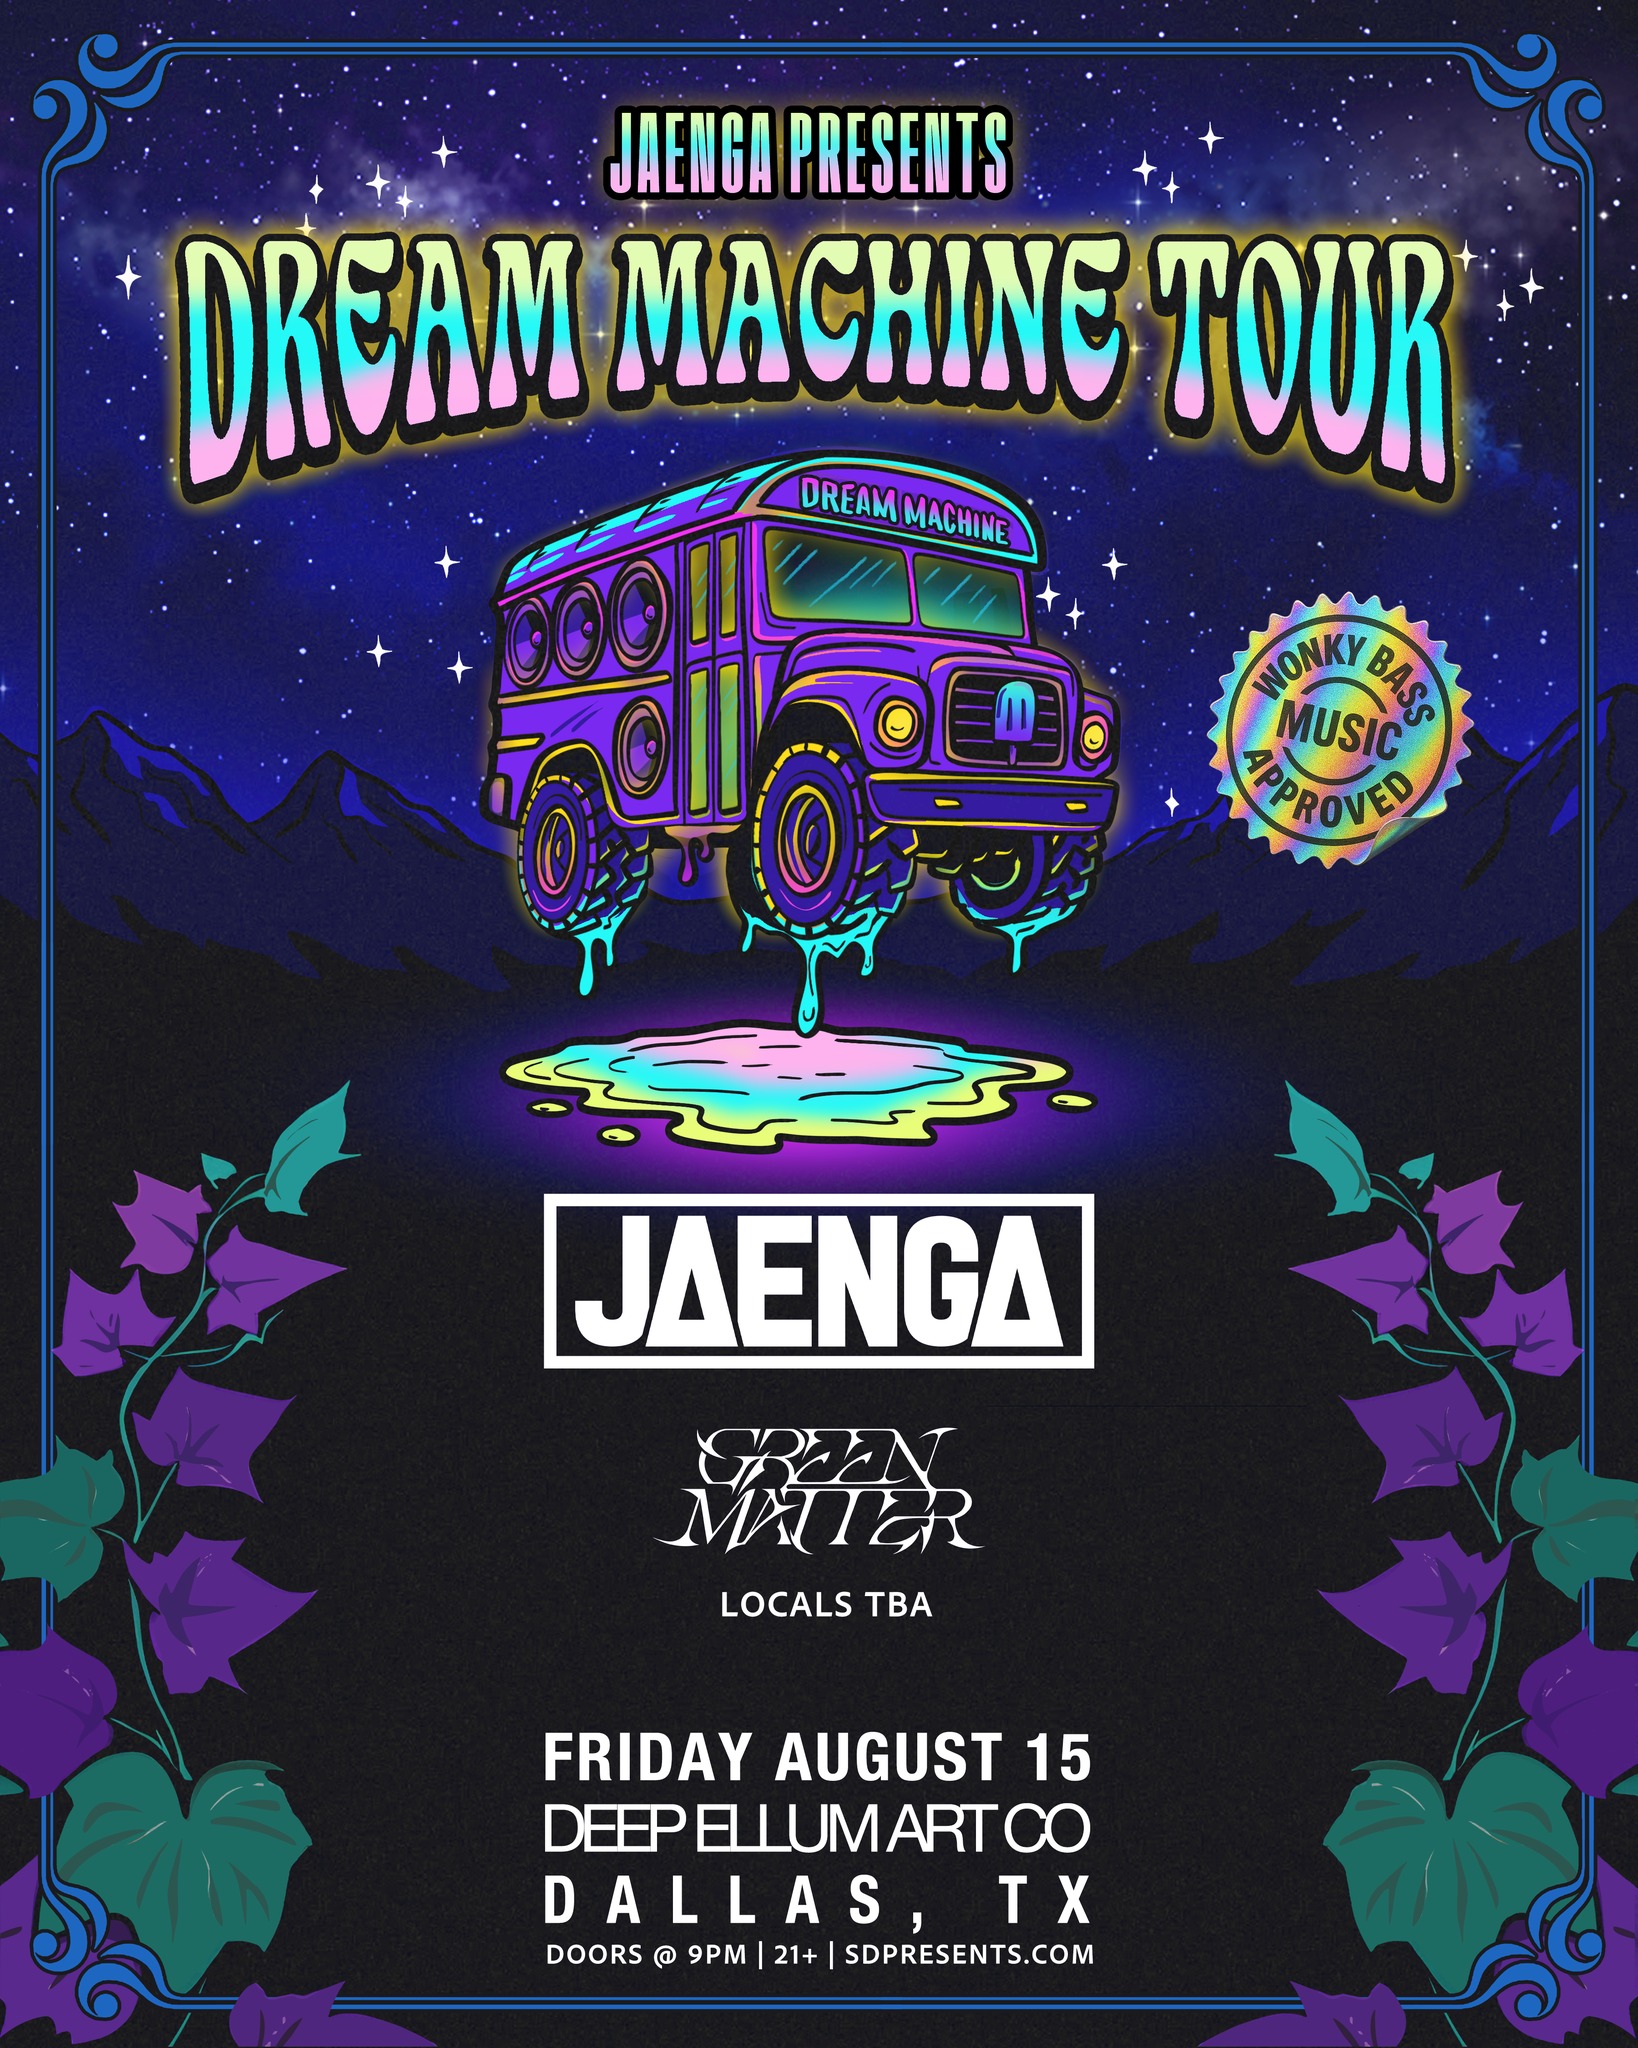 JAENGA PRESENTS
DREAM MACHINE TOUR
DREAM MACHINE
WONKY BASS
MUSIC
APPROVED
JAENGA
GREEN
MATTER
LOCALS TBA
FRIDAY AUGUST 15
DEEP ELLUM ART CO
DALLAS, TX
DOORS @ 9PM | 21+ | SDPRESENTS.COM